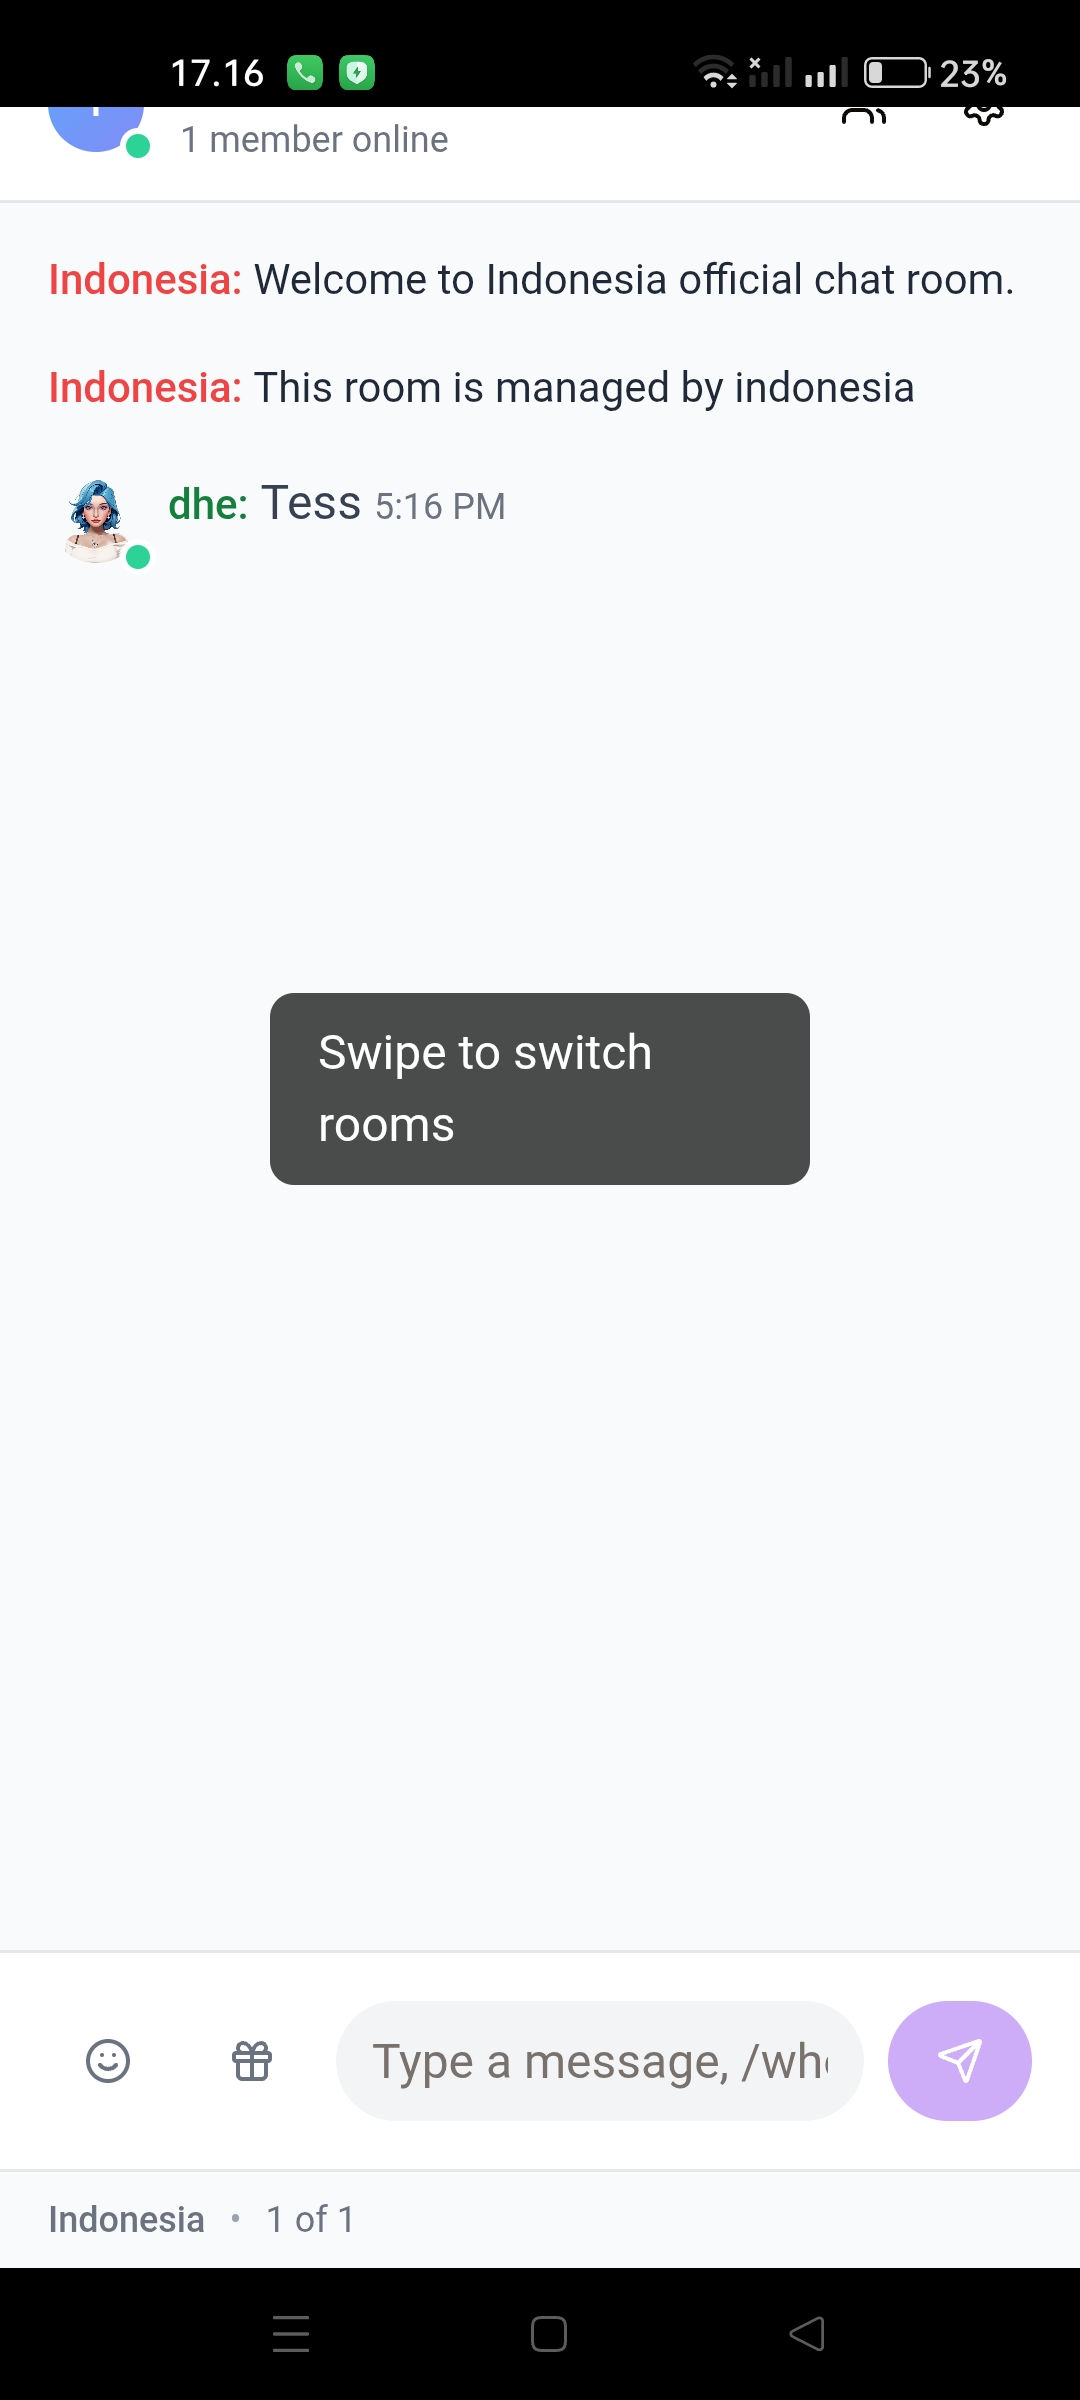 17.16
23%
1 member online
Indonesia: Welcome to Indonesia official chat room.
Indonesia: This room is managed by indonesia
dhe: Tess 5:16 PM
Swipe to switch
rooms
Type a message, /wh
Indonesia • 1 of 1